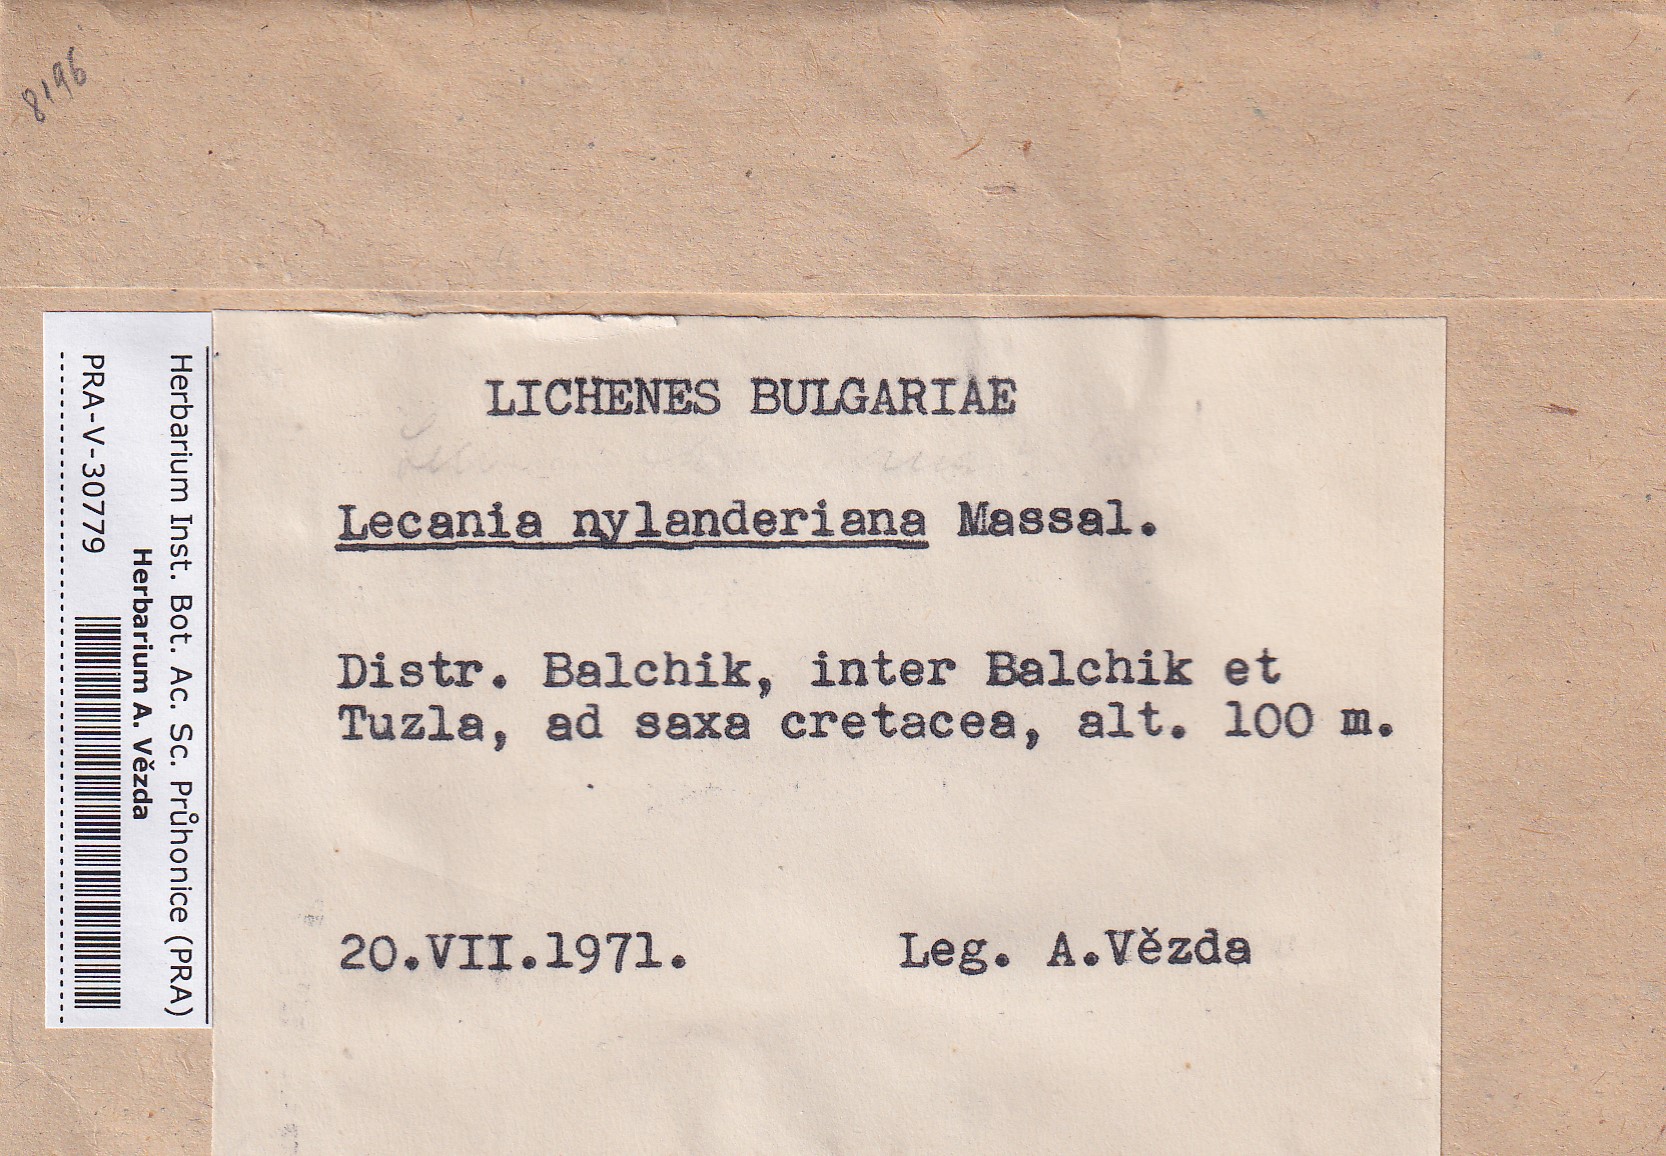 8196
Herbarium Inst. Bot. Ac. Sc. Průhonice (PRA)
Herbarium A. Vězda
PRA-V-30779
LICHENES BULGARIAE
Lecania nylanderiana Massal.
Distr. Balchik, inter Balchik et
Tuzla, ad saxa cretacea, alt. 100 m.
20.VII.1971.
Leg. A.Vězda